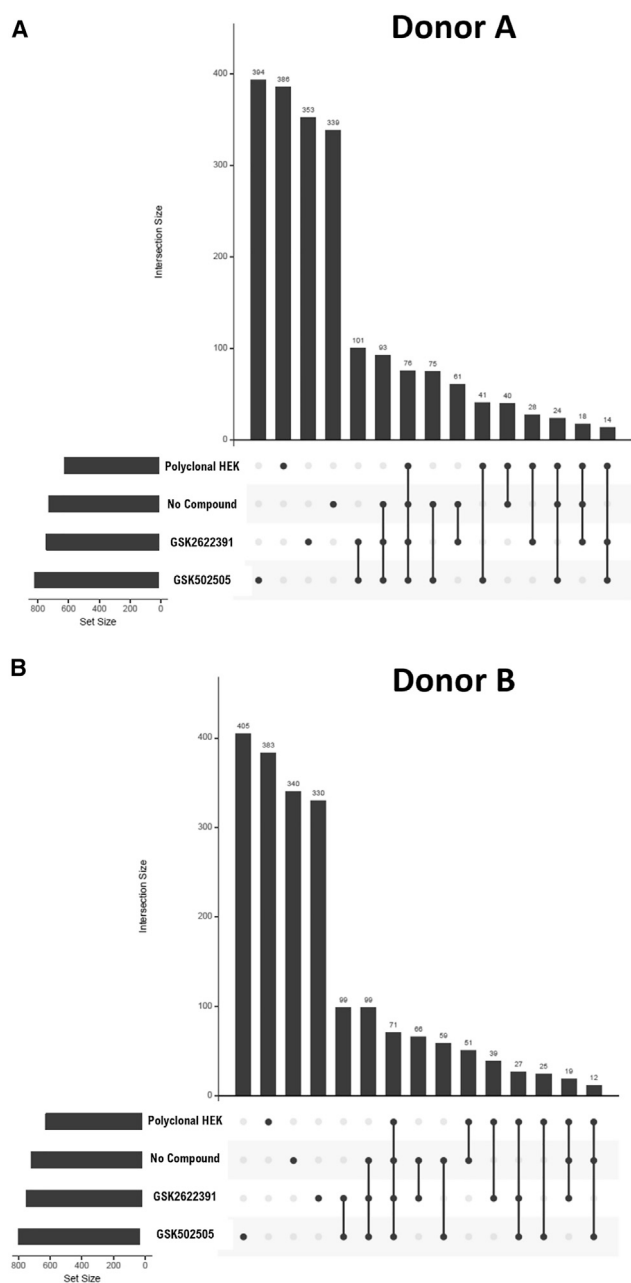 A
Donor A
394
386
353
339
101
93
76
75
61
41
40
28
24
18
14
400
300
200
100
0
Intersection Size
Polyclonal HEK
No Compound
GSK2622391
GSK502505
800 600 400 200 0
Set Size
B
Donor B
405
383
340
330
99
99
71
66
59
51
39
27
25
19
12
400
300
200
100
0
Intersection Size
Polyclonal HEK
No Compound
GSK2622391
GSK502505
800 600 400 200 0
Set Size